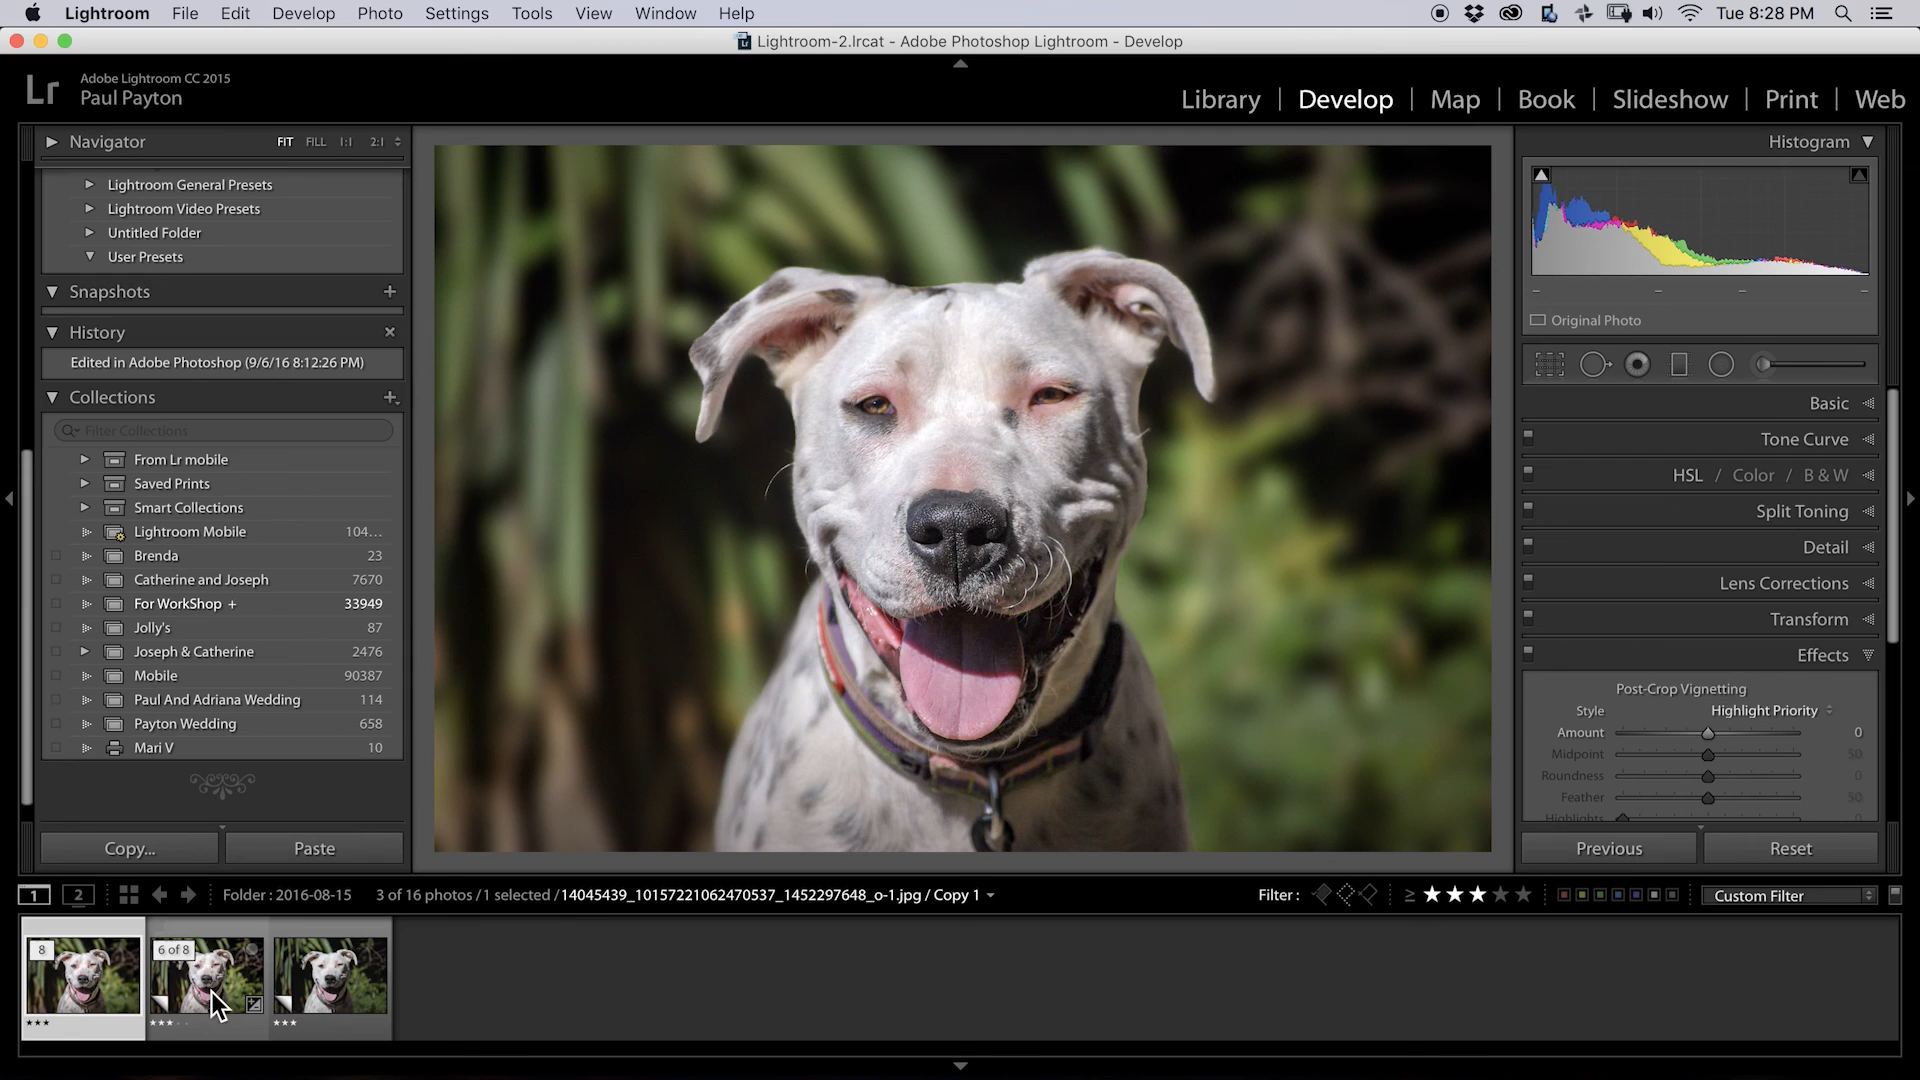 Lightroom File Edit Develop Photo Settings Tools View Window Help Tue 8:28 PM
Lightroom-2.lrcat - Adobe Photoshop Lightroom - Develop
Lr Adobe Lightroom CC 2015
Paul Payton
Library | Develop | Map | Book | Slideshow | Print | Web
Navigator FIT FILL 1:1 2:1
Lightroom General Presets
Lightroom Video Presets
Untitled Folder
User Presets
Snapshots +
History ×
Edited in Adobe Photoshop (9/6/16 8:12:26 PM)
Collections +
Filter Collections
From Lr mobile
Saved Prints
Smart Collections
Lightroom Mobile 104...
Brenda 23
Catherine and Joseph 7670
For WorkShop + 33949
Jolly's 87
Joseph & Catherine 2476
Mobile 90387
Paul And Adriana Wedding 114
Payton Wedding 658
Mari V 10
Copy... Paste
Histogram
Original Photo
Basic
Tone Curve
HSL / Color / B & W
Split Toning
Detail
Lens Corrections
Transform
Effects
Post-Crop Vignetting
Style Highlight Priority
Amount 0
Midpoint 50
Roundness 0
Feather 50
Highlights
Previous Reset
1 2 Folder : 2016-08-15 3 of 16 photos / 1 selected / 14045439_10157221062470537_1452297648_o-1.jpg / Copy 1 Filter : ≥ ★★★★★ Custom Filter
8 6 of 8
★★★ ★★★ ★★★